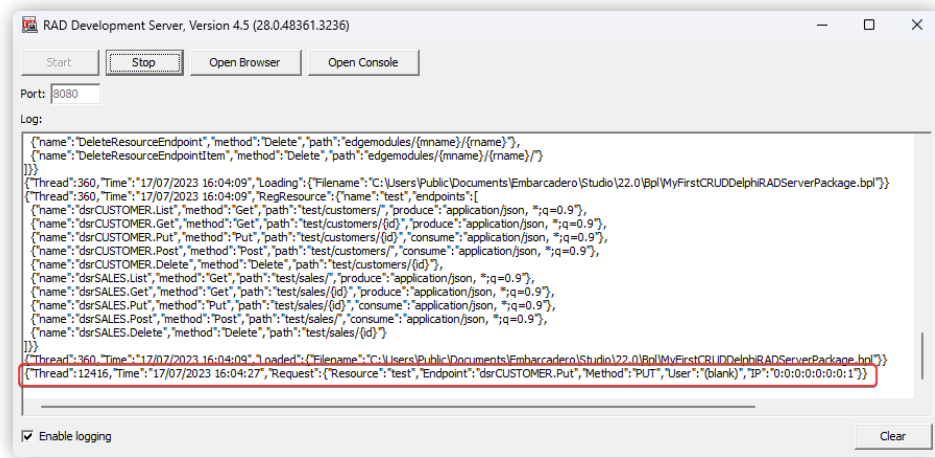 RAD Development Server, Version 4.5 (28.0.48361.3236)
Start Stop Open Browser Open Console
Port: 8080
Log:
{"name":"DeleteResourceEndpoint","method":"Delete","path":"edgemodules/{mname}/{rname}"},
{"name":"DeleteResourceEndpointItem","method":"Delete","path":"edgemodules/{mname}/{rname}/"}
]}}
{"Thread":360,"Time":"17/07/2023 16:04:09","Loading":{"Filename":"C:\Users\Public\Documents\Embarcadero\Studio\22.0\Bpl\MyFirstCRUDDelphiRADServerPackage.bpl"}}
{"Thread":360,"Time":"17/07/2023 16:04:09","RegResource":{"name":"test","endpoints":[
{"name":"dsrCUSTOMER.List","method":"Get","path":"test/customers/","produce":"application/json, *;q=0.9"},
{"name":"dsrCUSTOMER.Get","method":"Get","path":"test/customers/{id}","produce":"application/json, *;q=0.9"},
{"name":"dsrCUSTOMER.Put","method":"Put","path":"test/customers/{id}","consume":"application/json, *;q=0.9"},
{"name":"dsrCUSTOMER.Post","method":"Post","path":"test/customers/","consume":"application/json, *;q=0.9"},
{"name":"dsrCUSTOMER.Delete","method":"Delete","path":"test/customers/{id}"},
{"name":"dsrSALES.List","method":"Get","path":"test/sales/","produce":"application/json, *;q=0.9"},
{"name":"dsrSALES.Get","method":"Get","path":"test/sales/{id}","produce":"application/json, *;q=0.9"},
{"name":"dsrSALES.Put","method":"Put","path":"test/sales/{id}","consume":"application/json, *;q=0.9"},
{"name":"dsrSALES.Post","method":"Post","path":"test/sales/","consume":"application/json, *;q=0.9"},
{"name":"dsrSALES.Delete","method":"Delete","path":"test/sales/{id}"}
]}}
{"Thread":360,"Time":"17/07/2023 16:04:09","Loaded":{"Filename":"C:\Users\Public\Documents\Embarcadero\Studio\22.0\Bpl\MyFirstCRUDDelphiRADServerPackage.bpl"}}
{"Thread":12416,"Time":"17/07/2023 16:04:27","Request":{"Resource":"test","Endpoint":"dsrCUSTOMER.Put","Method":"PUT","User":"(blank)","IP":"0:0:0:0:0:0:0:1"}}
Enable logging Clear